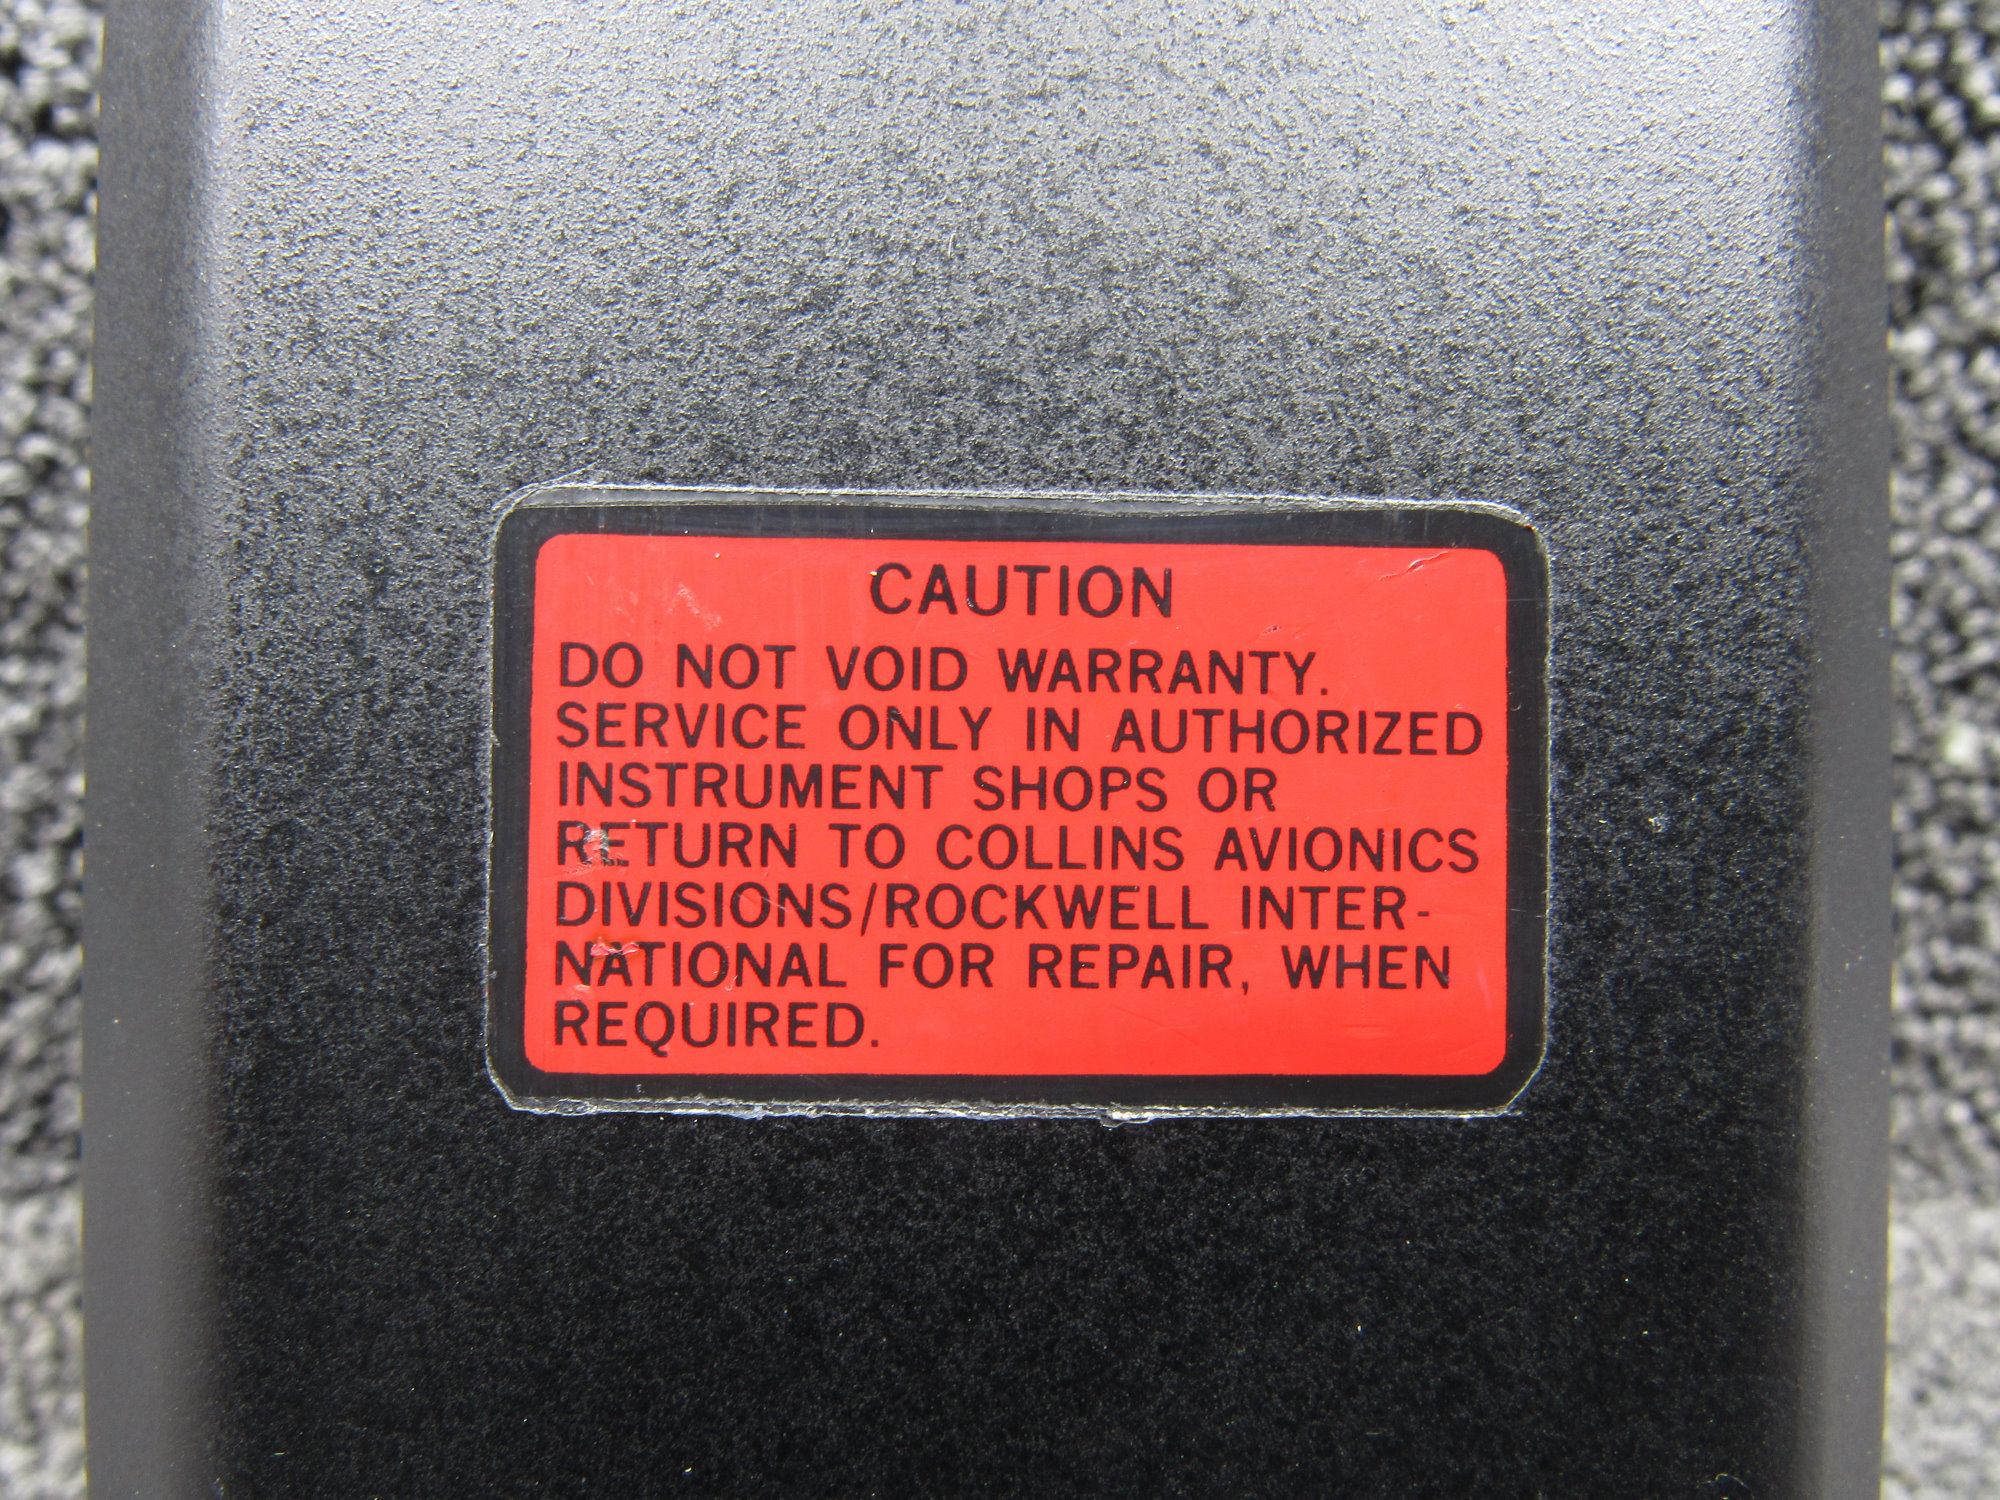 CAUTION
DO NOT VOID WARRANTY.
SERVICE ONLY IN AUTHORIZED
INSTRUMENT SHOPS OR
RETURN TO COLLINS AVIONICS
DIVISIONS/ROCKWELL INTER-
NATIONAL FOR REPAIR, WHEN
REQUIRED.